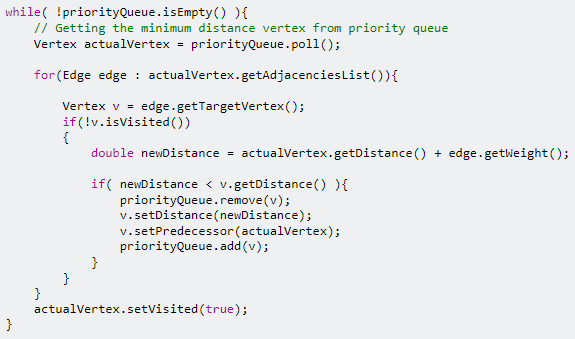 while( !priorityQueue.isEmpty() ){
// Getting the minimum distance vertex from priority queue
Vertex actualVertex = priorityQueue.poll();
for(Edge edge : actualVertex.getAdjacenciesList()){
Vertex v = edge.getTargetVertex();
if(!v.isVisited())
{
double newDistance = actualVertex.getDistance() + edge.getWeight();
if( newDistance < v.getDistance() ){
priorityQueue.remove(v);
v.setDistance(newDistance);
v.setPredecessor(actualVertex);
priorityQueue.add(v);
}
}
}
actualVertex.setVisited(true);
}